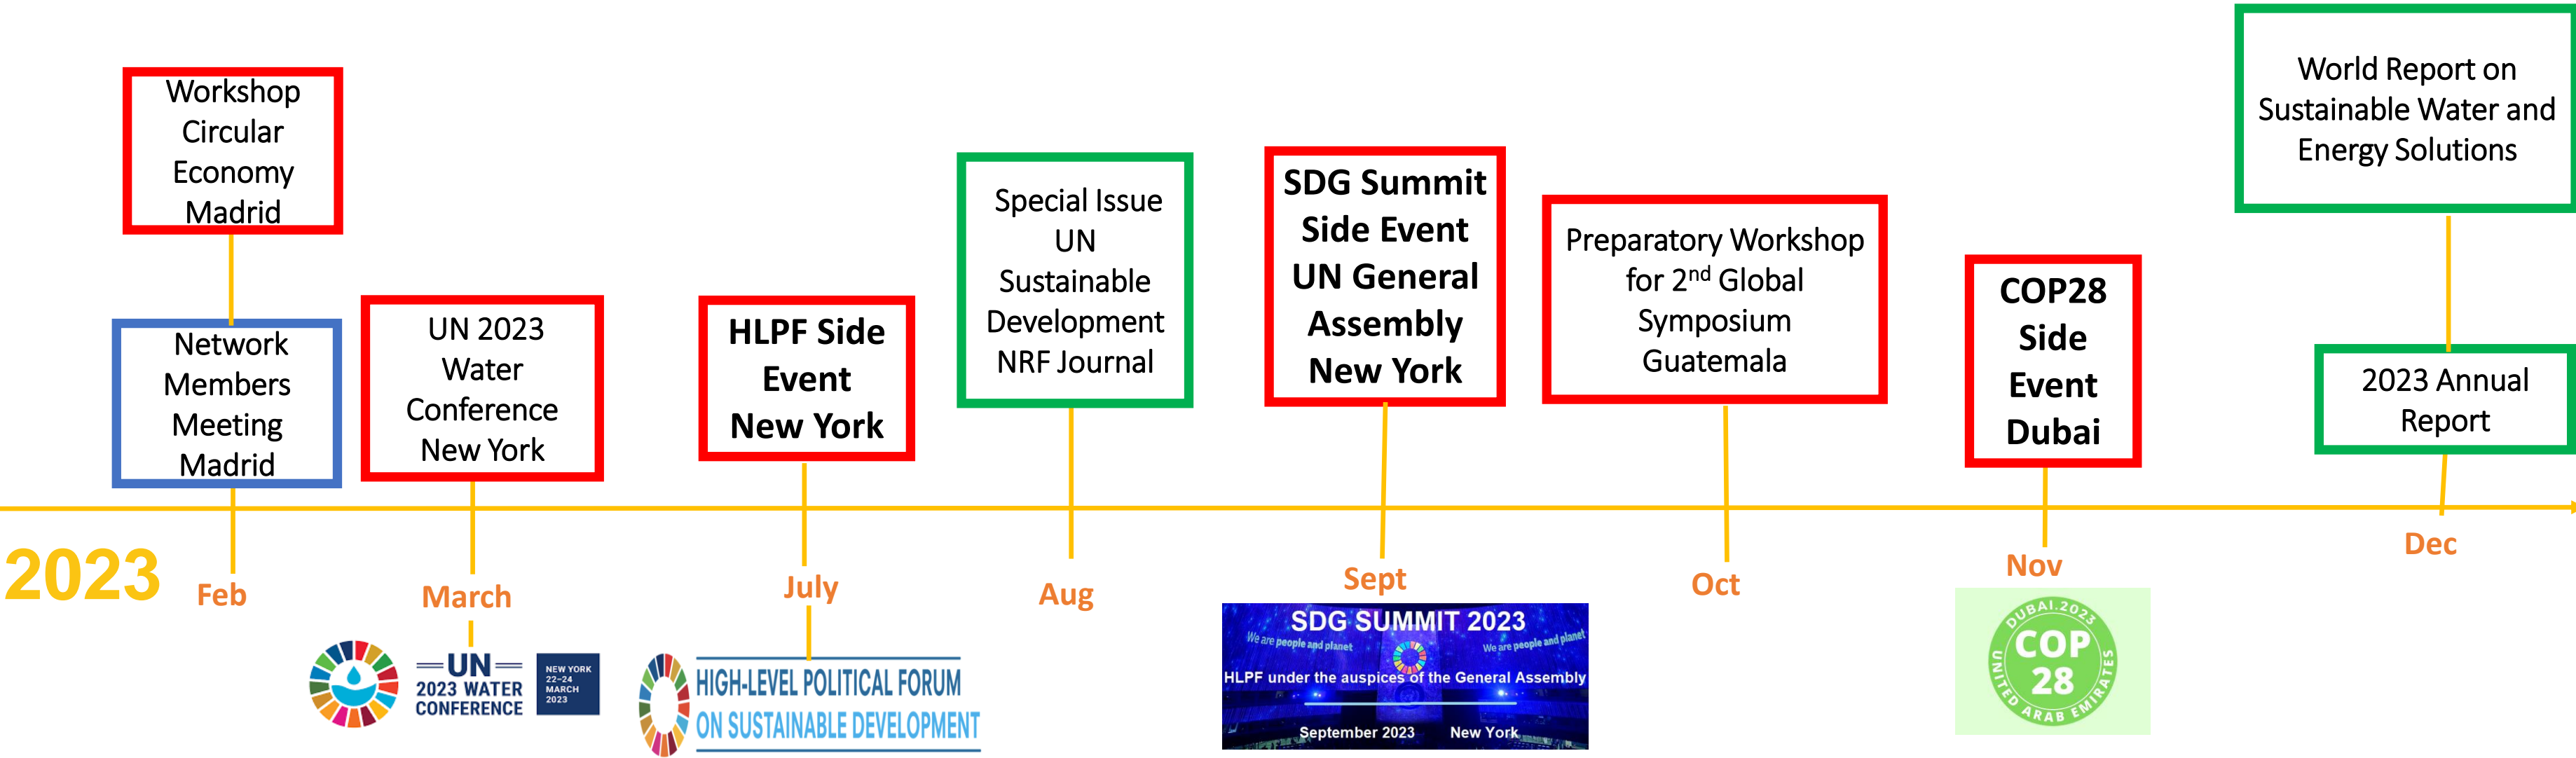 Workshop
Circular
Economy
Madrid
Network
Members
Meeting
Madrid
UN 2023
Water
Conference
New York
HLPF Side
Event
New York
Special Issue
UN
Sustainable
Development
NRF Journal
SDG Summit
Side Event
UN General
Assembly
New York
Preparatory Workshop
for 2nd Global
Symposium
Guatemala
COP28
Side
Event
Dubai
World Report on
Sustainable Water and
Energy Solutions
2023 Annual
Report
2023
Feb
March
July
Aug
Sept
Oct
Nov
Dec
UN
2023 WATER
CONFERENCE
NEW YORK
22–24
MARCH
2023
HIGH-LEVEL POLITICAL FORUM
ON SUSTAINABLE DEVELOPMENT
SDG SUMMIT 2023
We are people and planet
We are people and planet
HLPF under the auspices of the General Assembly
September 2023 New York
DUBAI.2023
COP
28
UNITED ARAB EMIRATES